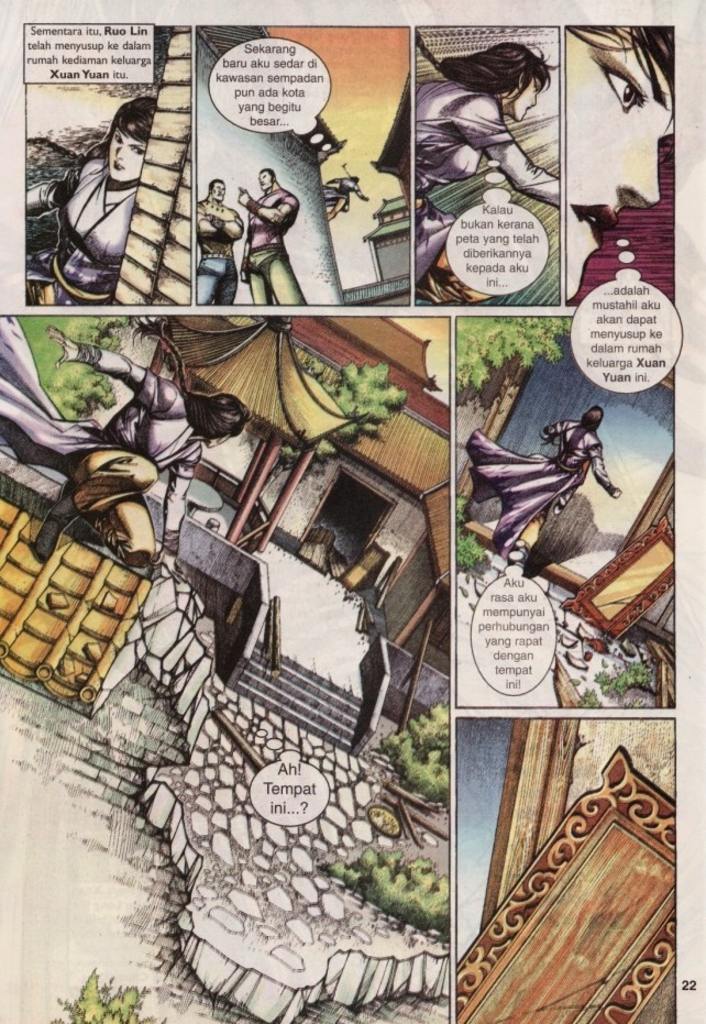 Sementara itu, Ruo Lin
telah menyusup ke dalam
rumah kediaman keluarga
Xuan Yuan itu.
Sekarang
baru aku sedar di
kawasan sempadan
pun ada kota
yang begitu
besar...
Kalau
bukan kerana
peta yang telah
diberikannya
kepada aku
ini...
...adalah
mustahil aku
akan dapat
menyusup ke
dalam rumah
keluarga Xuan
Yuan ini.
Ah!
Tempat
ini...?
Aku
rasa aku
mempunyai
perhubungan
yang rapat
dengan
tempat
ini!
22